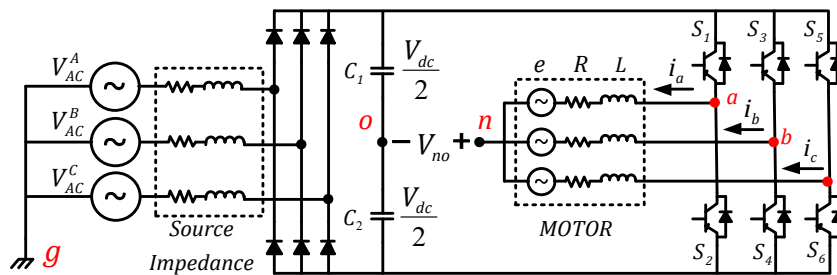 V_AC^A
V_AC^B
V_AC^C
g
Source
Impedance
C_1
V_dc
2
o
− V_no +
n
C_2
V_dc
2
e R L
MOTOR
i_a
a
i_b
b
i_c
S_1
S_3
S_5
S_2
S_4
S_6